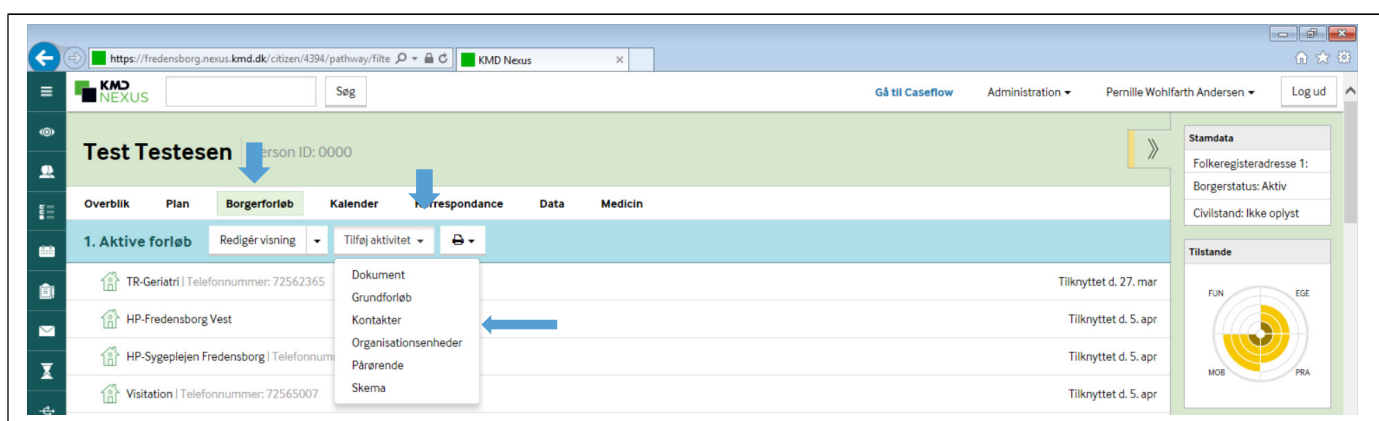 https://fredensborg.nexus.kmd.dk/citizen/4394/pathway/filte
KMD Nexus
KMD NEXUS
Søg
Gå til Caseflow
Administration
Pernille Wohlfarth Andersen
Log ud
Test Testesen
erson ID: 0000
Overblik
Plan
Borgerforløb
Kalender
Korrespondance
Data
Medicin
1. Aktive forløb
Redigér visning
Tilføj aktivitet
Dokument
Grundforløb
Kontakter
Organisationsenheder
Pårørende
Skema
TR-Geriatri | Telefonnummer: 72562365
Tilknyttet d. 27. mar
HP-Fredensborg Vest
Tilknyttet d. 5. apr
HP-Sygeplejen Fredensborg | Telefonnum
Tilknyttet d. 5. apr
Visitation | Telefonnummer: 72565007
Tilknyttet d. 5. apr
Stamdata
Folkeregisteradresse 1:
Borgerstatus: Aktiv
Civilstand: Ikke oplyst
Tilstande
FUN
EGE
MOB
PRA